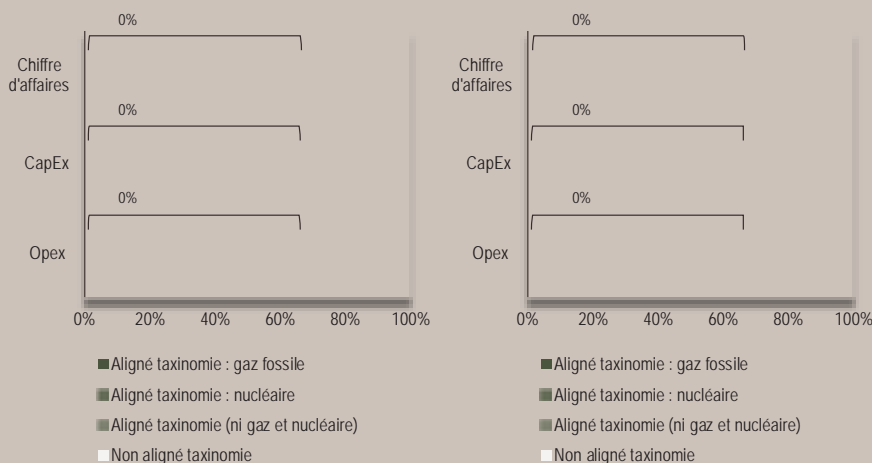 0%
Chiffre
d'affaires
0%
CapEx
0%
Opex
0% 20% 40% 60% 80% 100%
Aligné taxinomie : gaz fossile
Aligné taxinomie : nucléaire
Aligné taxinomie (ni gaz et nucléaire)
Non aligné taxinomie
0%
Chiffre
d'affaires
0%
CapEx
0%
Opex
0% 20% 40% 60% 80% 100%
Aligné taxinomie : gaz fossile
Aligné taxinomie : nucléaire
Aligné taxinomie (ni gaz et nucléaire)
Non aligné taxinomie